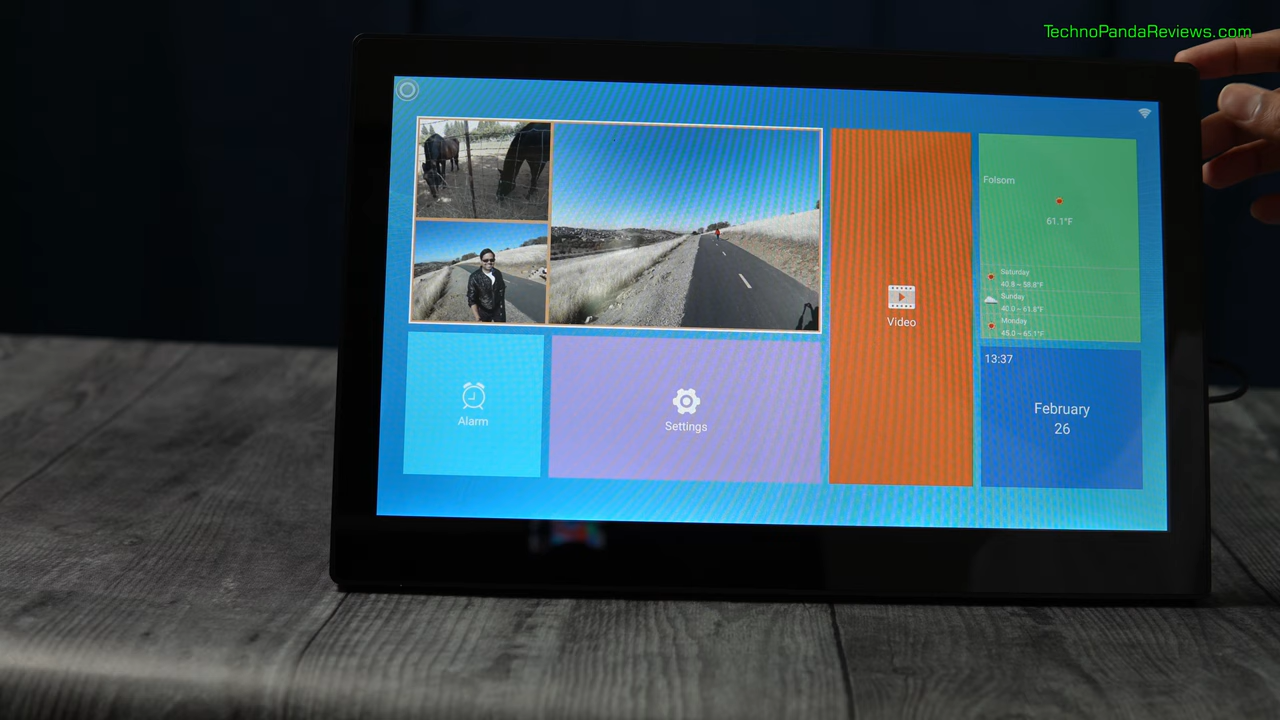 TechnoPandaReviews.com
Folsom
61.1°F
Saturday
40.8 ~ 58.8°F
Sunday
40.0 ~ 61.8°F
Monday
45.0 ~ 65.1°F
Video
Alarm
Settings
13:37
February
26